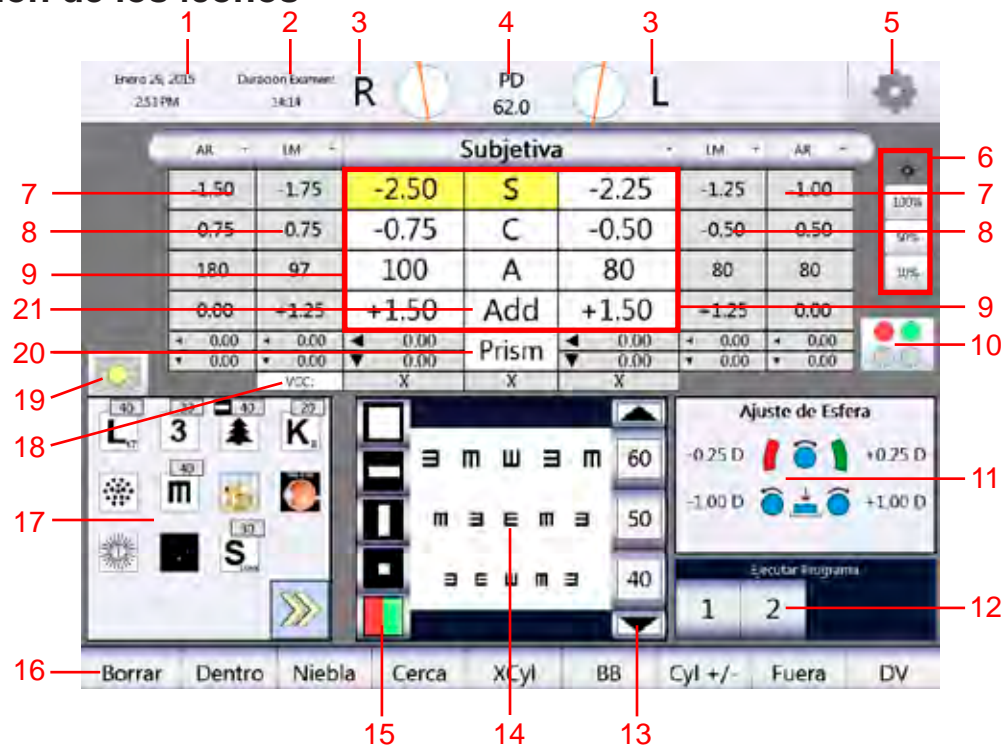 ión de los iconos
1 2 3 4 3 5
Enero 26, 2015 Duracion Examen: R PD L
2:51 PM 14:14 62.0
AR LM Subjetiva LM AR
6
7 -1.50 -1.75 -2.50 S -2.25 -1.25 -1.00 100% 7
8 -0.75 -0.75 -0.75 C -0.50 -0.50 -0.50 50% 8
9 180 97 100 A 80 80 80 10% 9
21 0.00 +1.25 +1.50 Add +1.50 +1.25 0.00
20 0.00 0.00 0.00 Prism 0.00 0.00 0.00 10
0.00 0.00 0.00 0.00 0.00 0.00
19
18 VCC: X X X
40 30 40 20 Ajuste de Esfera
L 3 K 60 -0.25 D +0.25 D
40
m 11
17 50 -1.00 D +1.00 D
30
S
40 Ejecutar Programa
1 2 12
16 Borrar Dentro Niebla Cerca XCyl BB Cyl +/- Fuera DV
15 14 13